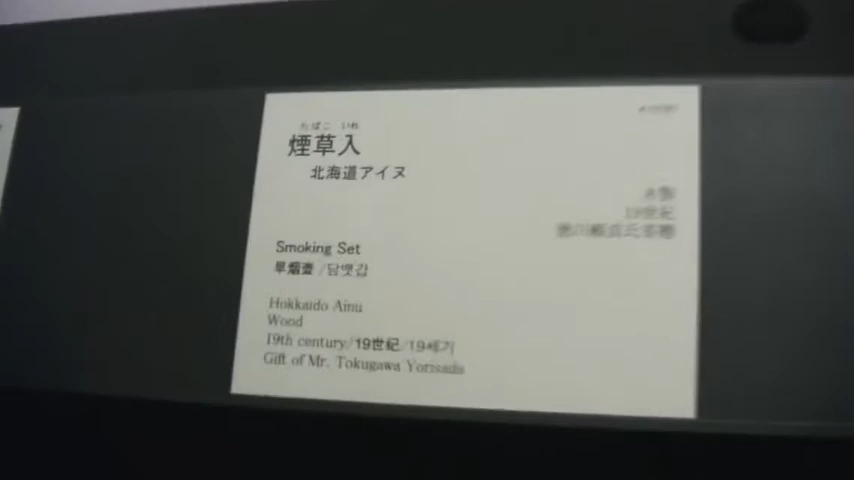 たばこ いれ
煙草入
北海道アイヌ
木製
19世紀
徳川頼貞氏寄贈
Smoking Set
旱烟壷 /담뱃갑
Hokkaido Ainu
Wood
19th century/19世紀/19세기
Gift of Mr. Tokugawa Yorisada